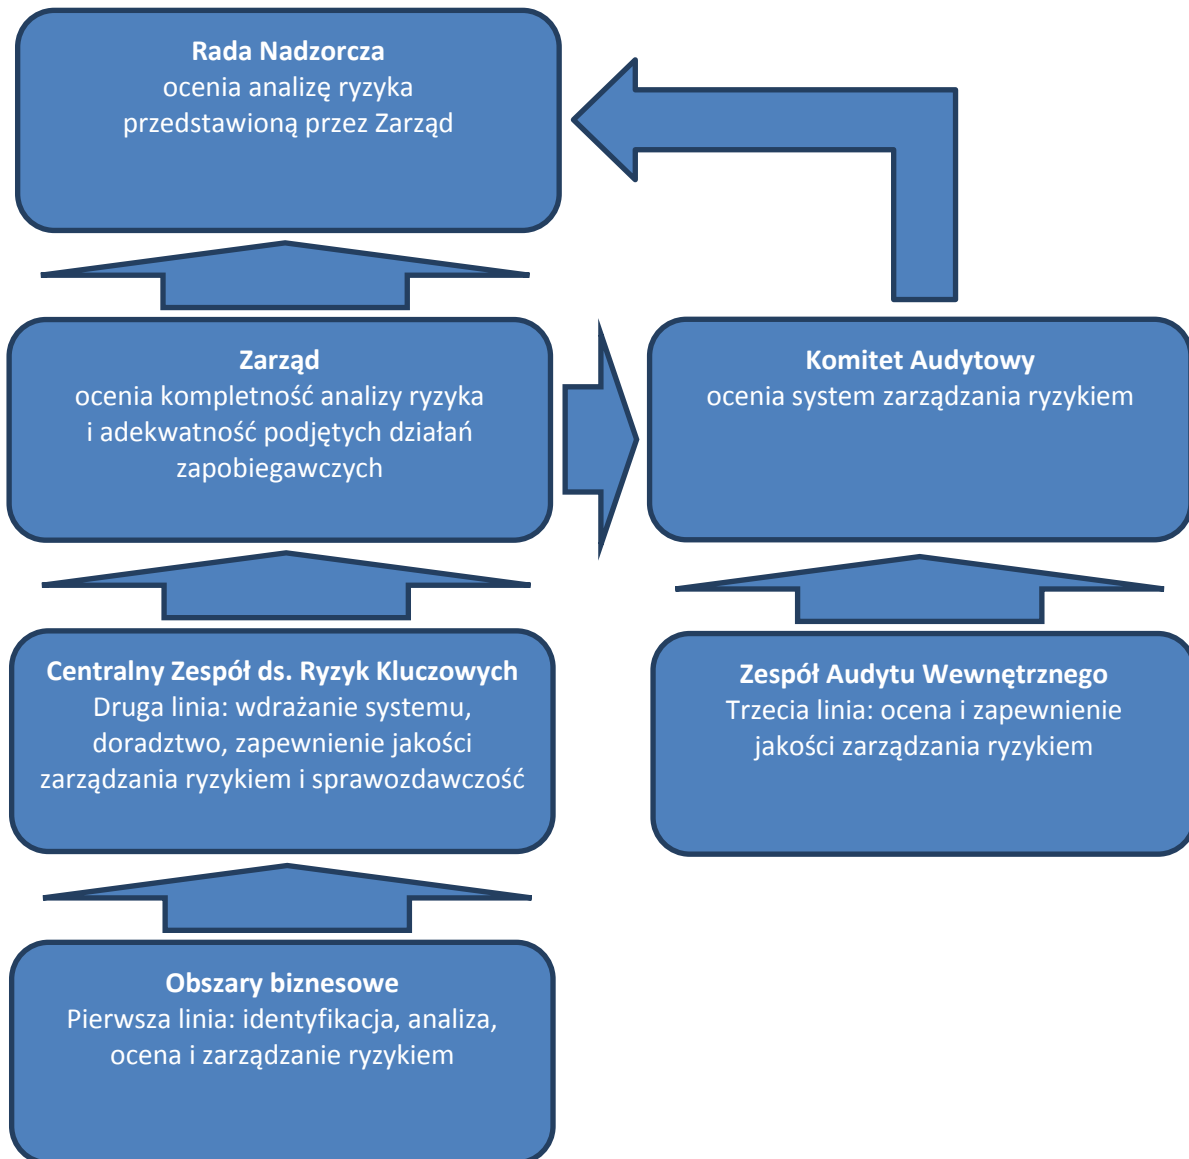 Rada Nadzorcza
ocenia analizę ryzyka
przedstawioną przez Zarząd
Zarząd
ocenia kompletność analizy ryzyka
i adekwatność podjętych działań
zapobiegawczych
Komitet Audytowy
ocenia system zarządzania ryzykiem
Centralny Zespół ds. Ryzyk Kluczowych
Druga linia: wdrażanie systemu,
doradztwo, zapewnienie jakości
zarządzania ryzykiem i sprawozdawczość
Zespół Audytu Wewnętrznego
Trzecia linia: ocena i zapewnienie
jakości zarządzania ryzykiem
Obszary biznesowe
Pierwsza linia: identyfikacja, analiza,
ocena i zarządzanie ryzykiem